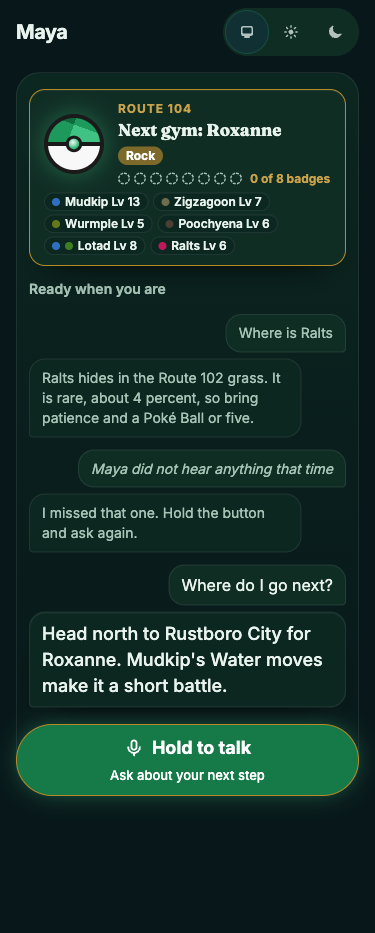 Maya
ROUTE 104
Next gym: Roxanne
Rock
0 of 8 badges
Mudkip Lv 13
Zigzagoon Lv 7
Wurmple Lv 5
Poochyena Lv 6
Lotad Lv 8
Ralts Lv 6
Ready when you are
Where is Ralts
Ralts hides in the Route 102 grass. It
is rare, about 4 percent, so bring
patience and a Poké Ball or five.
Maya did not hear anything that time
I missed that one. Hold the button
and ask again.
Where do I go next?
Head north to Rustboro City for
Roxanne. Mudkip's Water moves
make it a short battle.
Hold to talk
Ask about your next step